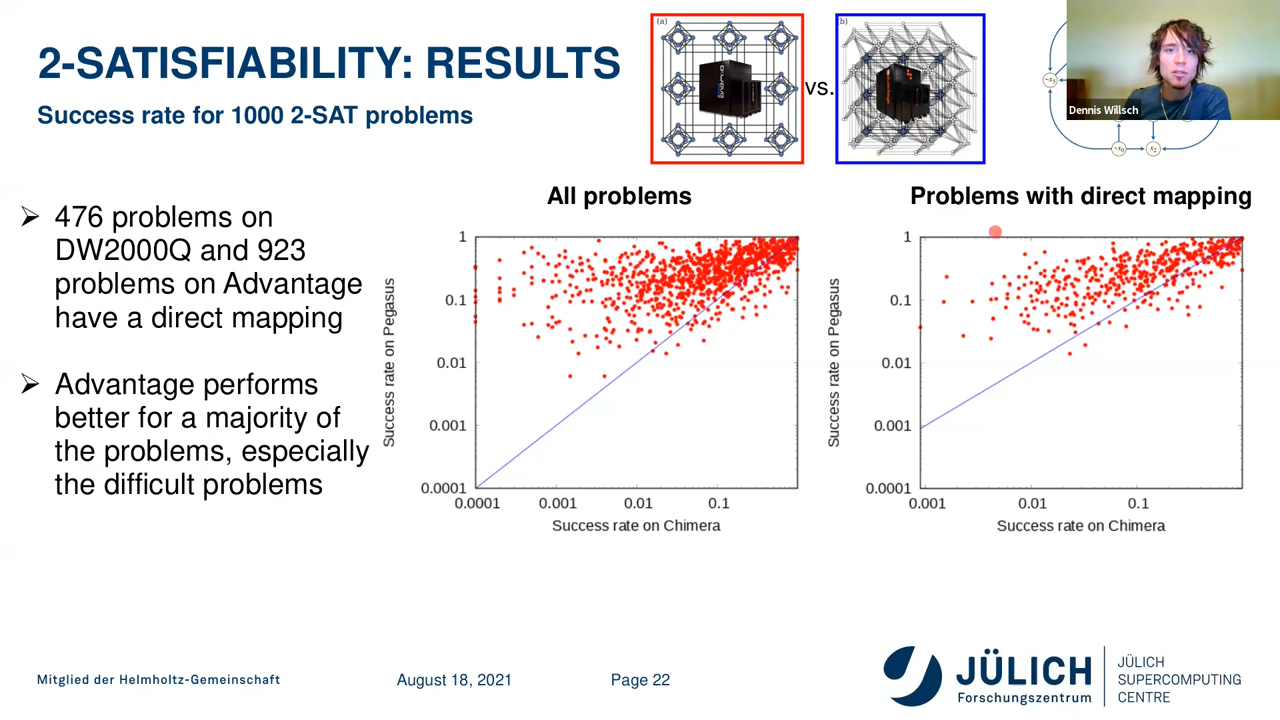 2-SATISFIABILITY: RESULTS
Success rate for 1000 2-SAT problems
(a)
vs.
(b)
¬x₃
¬x₀
x₂
Dennis Willsch
➢ 476 problems on
DW2000Q and 923
problems on Advantage
have a direct mapping
➢ Advantage performs
better for a majority of
the problems, especially
the difficult problems
All problems
Success rate on Pegasus
1
0.1
0.01
0.001
0.0001
0.0001 0.001 0.01 0.1
Success rate on Chimera
Problems with direct mapping
Success rate on Pegasus
1
0.1
0.01
0.001
0.0001
0.001 0.01 0.1
Success rate on Chimera
Mitglied der Helmholtz-Gemeinschaft
August 18, 2021
Page 22
JÜLICH
Forschungszentrum
JÜLICH
SUPERCOMPUTING
CENTRE